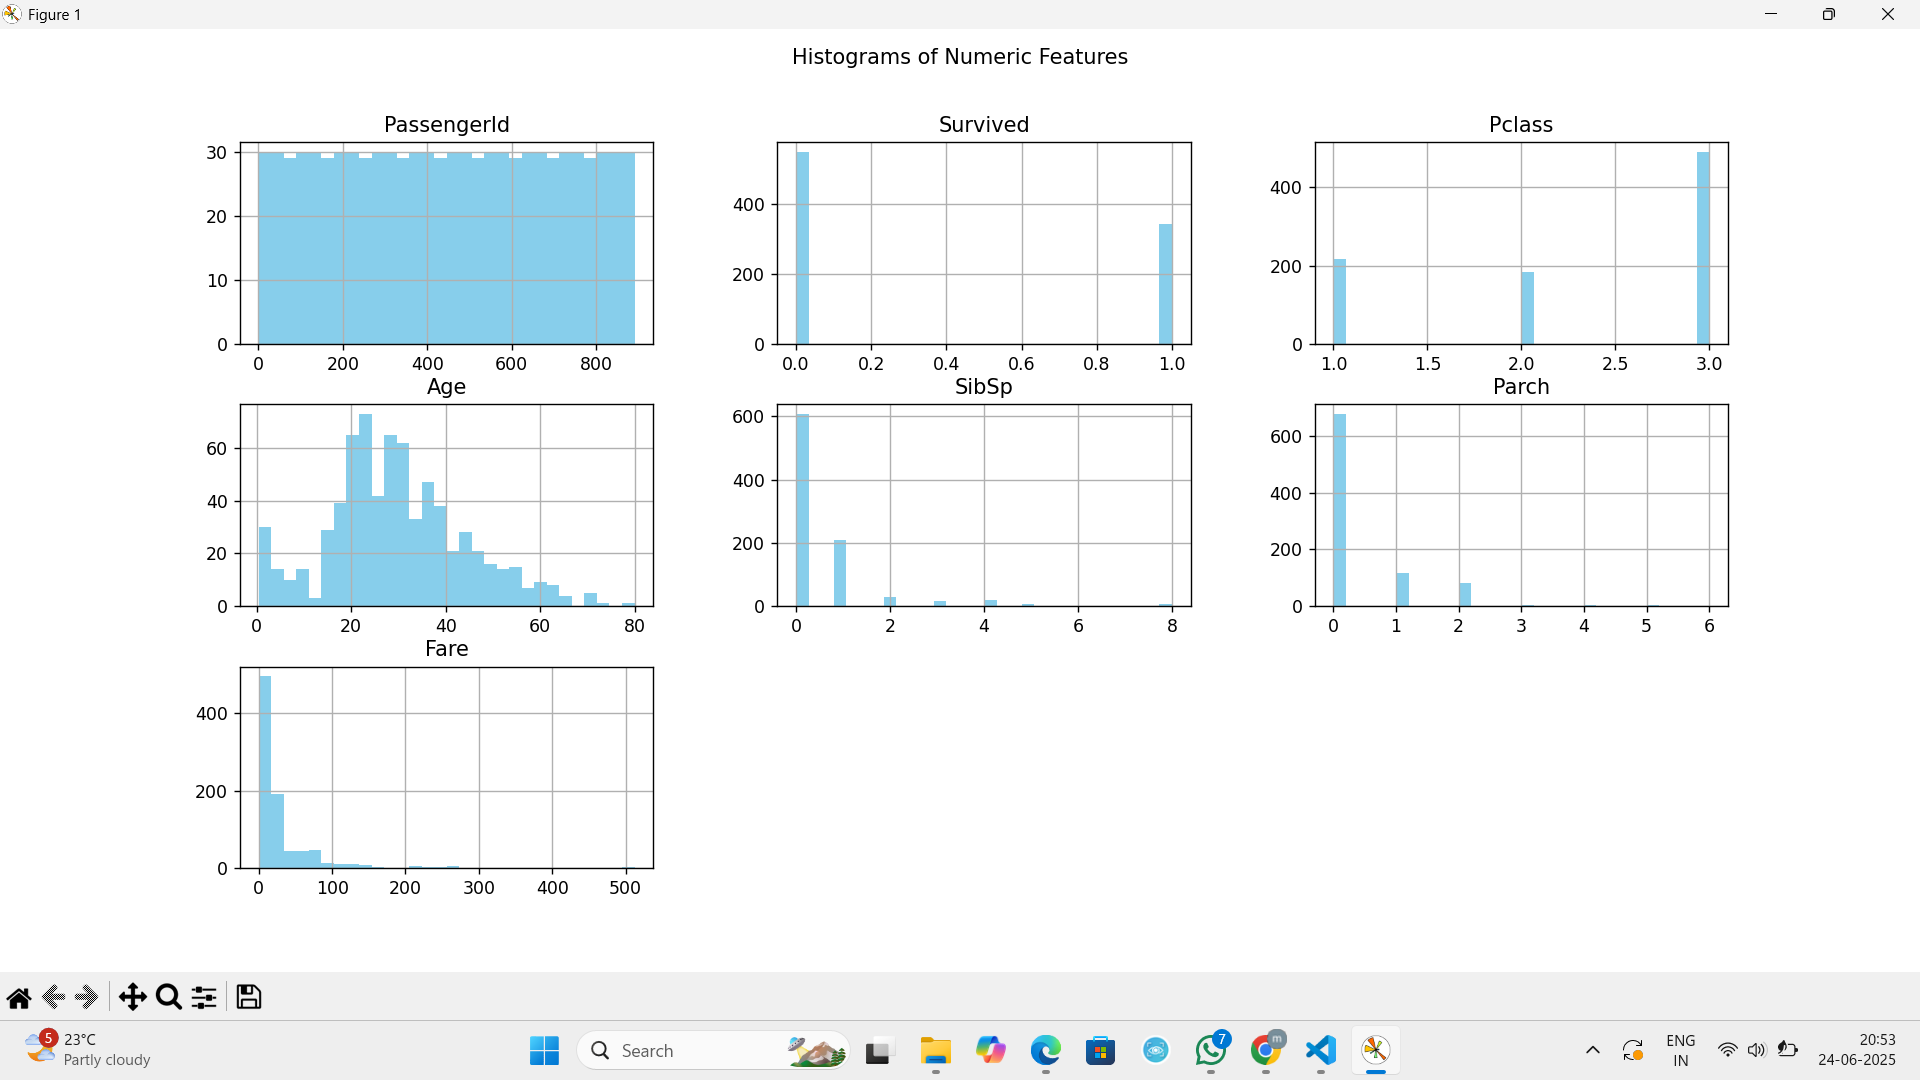 Figure 1
Histograms of Numeric Features
PassengerId
30
20
10
0
0 200 400 600 800
Survived
400
200
0
0.0 0.2 0.4 0.6 0.8 1.0
Pclass
400
200
0
1.0 1.5 2.0 2.5 3.0
Age
60
40
20
0
0 20 40 60 80
SibSp
600
400
200
0
0 2 4 6 8
Parch
600
400
200
0
0 1 2 3 4 5 6
Fare
400
200
0
0 100 200 300 400 500
5
23°C
Partly cloudy
Search
7
m
ENG
IN
20:53
24-06-2025